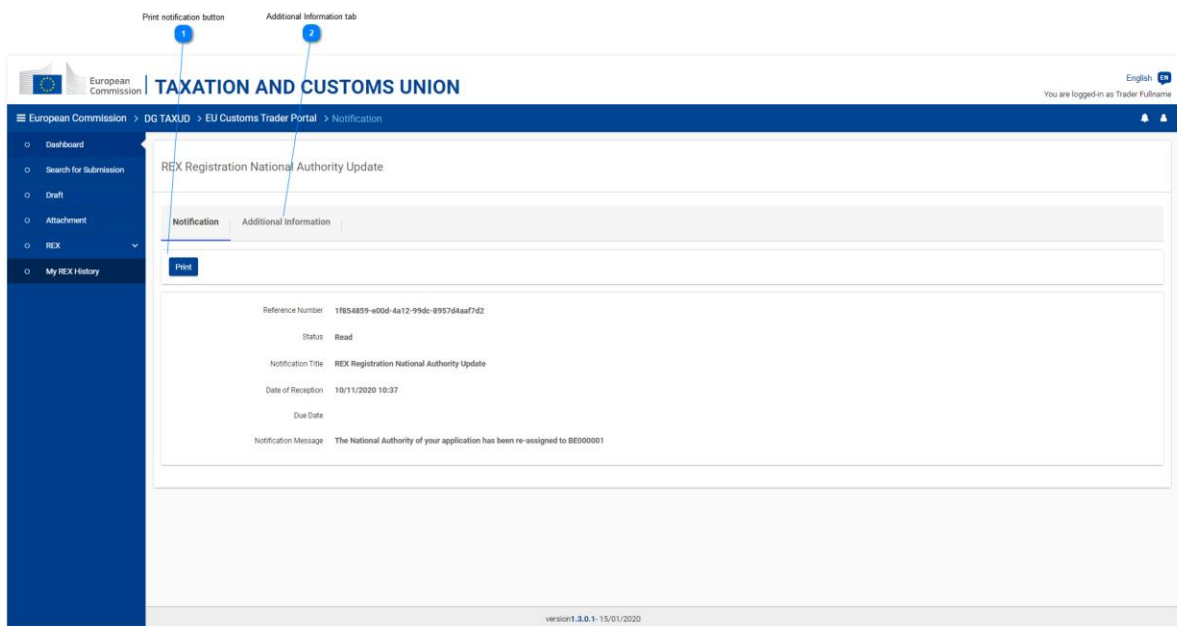 Print notification button
Additional Information tab
1
2
European
Commission
TAXATION AND CUSTOMS UNION
English EN
You are logged-in as Trader Fullname
European Commission > DG TAXUD > EU Customs Trader Portal > Notification
Dashboard
Search for Submission
Draft
Attachment
REX
My REX History
REX Registration National Authority Update
Notification
Additional Information
Print
Reference Number 1f854859-e00d-4a12-99dc-8957d4aaf7d2
Status Read
Notification Title REX Registration National Authority Update
Date of Reception 10/11/2020 10:37
Due Date
Notification Message The National Authority of your application has been re-assigned to BE000001
version1.3.0.1- 15/01/2020